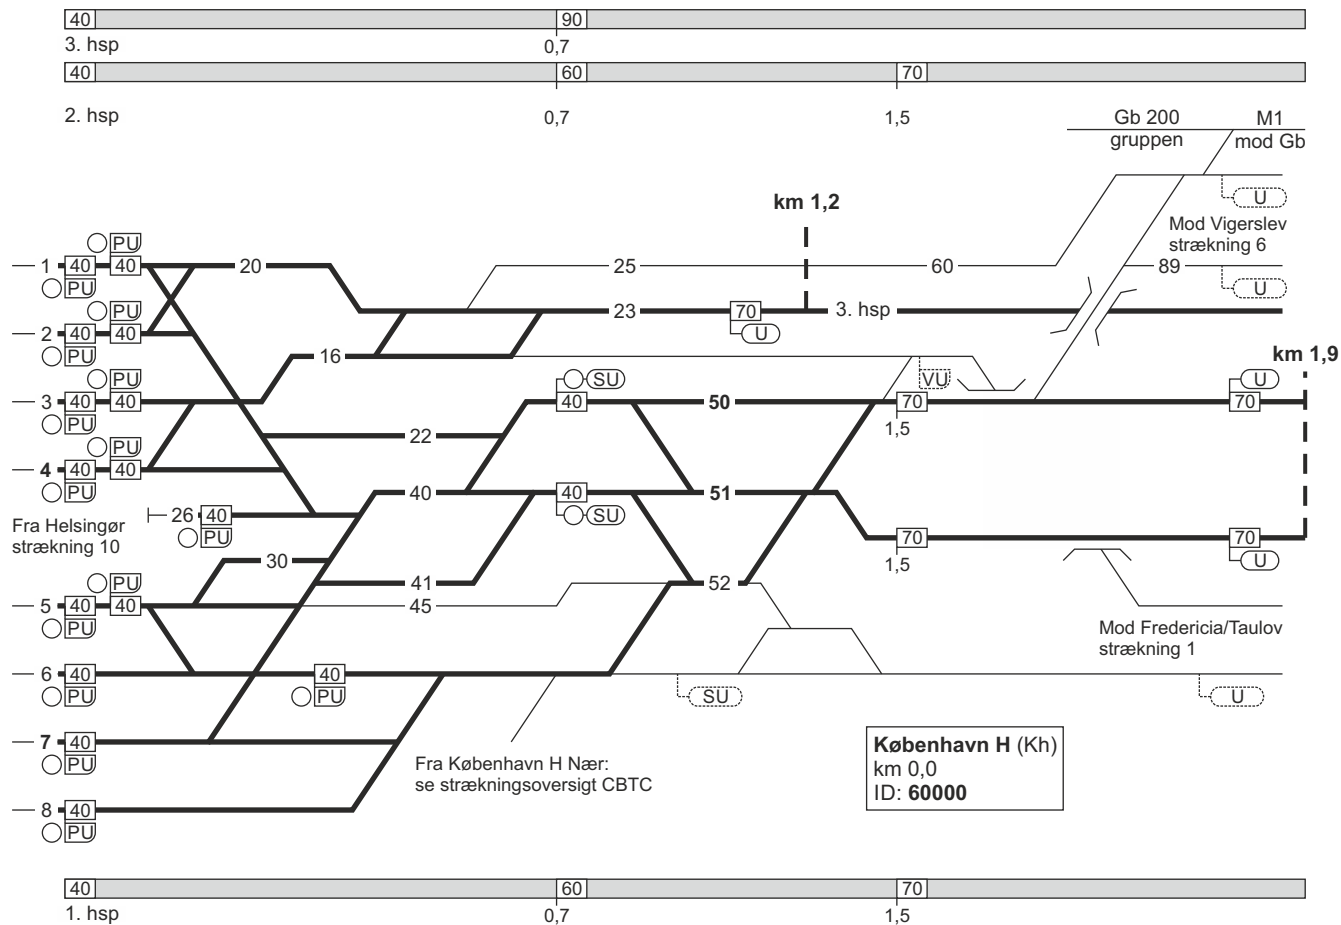 40 90
3. hsp 0,7
40 60 70
2. hsp 0,7 1,5
Gb 200 M1
gruppen mod Gb
U
km 1,2
Mod Vigerslev
strækning 6
PU
1 40 40 20 25 60 89
PU U
PU 23 70 3. hsp
2 40 40 U
PU 16 km 1,9
PU SU VU U
3 40 40 40 50 70 70
PU 22 1,5
PU
4 40 40 40 40 51
PU SU
26 40
Fra Helsingør
strækning 10
PU 70 70
30 1,5 U
PU 41 52
5 40 40 45
PU
Mod Fredericia/Taulov
strækning 1
6 40 40
PU PU SU U
7 40
PU
Fra København H Nær:
se strækningsoversigt CBTC
København H (Kh)
km 0,0
ID: 60000
8 40
PU
40 60 70
1. hsp 0,7 1,5